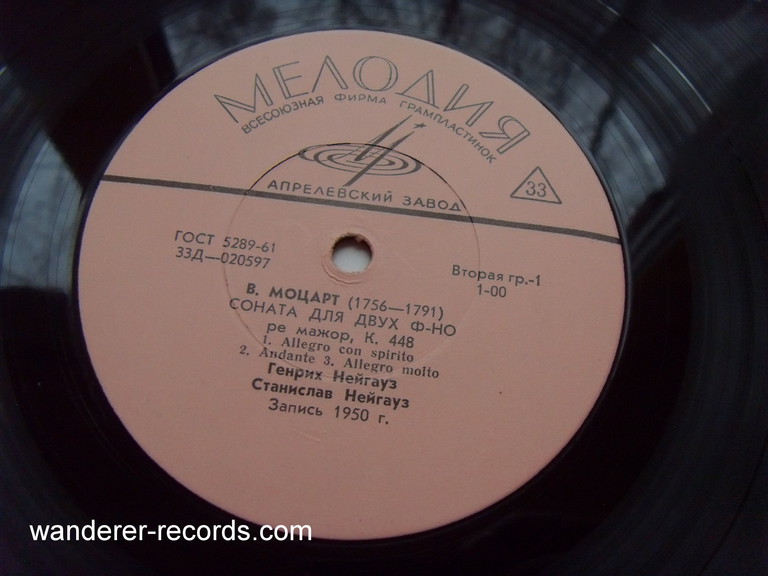 МЕЛОДИЯ
ВСЕСОЮЗНАЯ ФИРМА ГРАМПЛАСТИНОК
33
АПРЕЛЕВСКИЙ ЗАВОД
ГОСТ 5289-61
33Д—020597
Вторая гр.-1
1-00
В. МОЦАРТ (1756—1791)
СОНАТА ДЛЯ ДВУХ Ф-НО
ре мажор, К. 448
1. Allegro con spirito
2. Andante 3. Allegro molto
Генрих Нейгауз
Станислав Нейгауз
Запись 1950 г.
wanderer-records.com